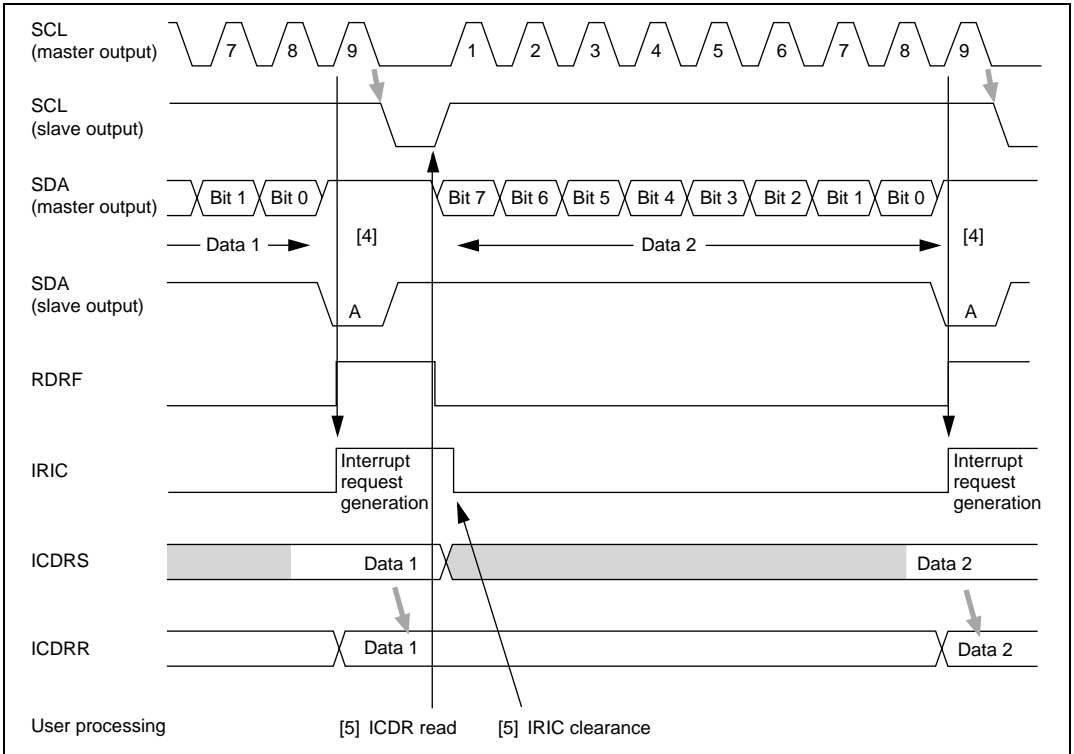 SCL
(master output)
7 8 9 1 2 3 4 5 6 7 8 9
SCL
(slave output)
SDA
(master output)
Bit 1 Bit 0 Bit 7 Bit 6 Bit 5 Bit 4 Bit 3 Bit 2 Bit 1 Bit 0
Data 1 [4] Data 2 [4]
SDA
(slave output)
A A
RDRF
IRIC
Interrupt
request
generation
Interrupt
request
generation
ICDRS
Data 1 Data 2
ICDRR
Data 1 Data 2
User processing
[5] ICDR read
[5] IRIC clearance